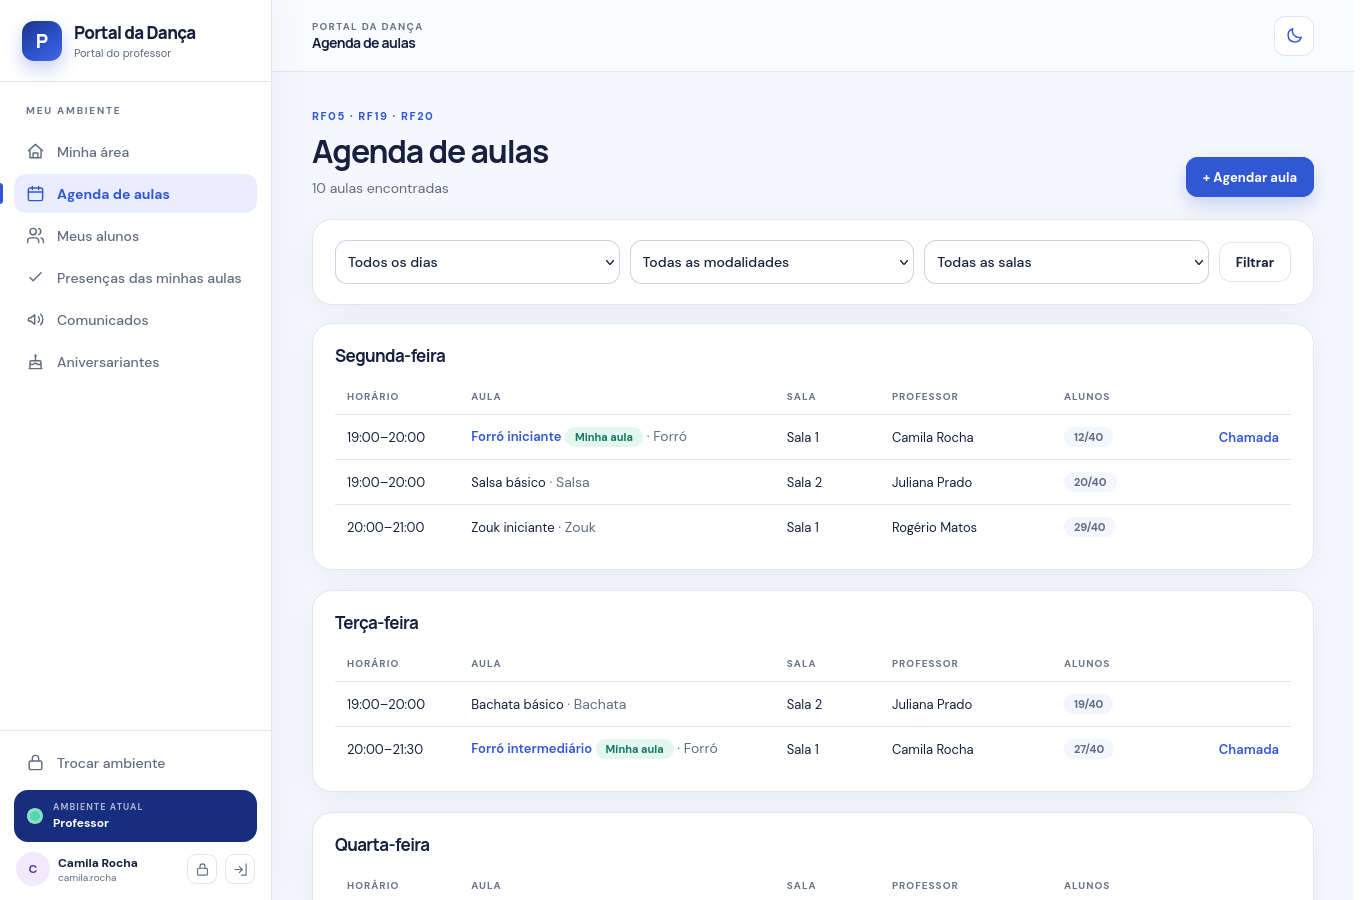 P
Portal da Dança
Portal do professor
MEU AMBIENTE
Minha área
Agenda de aulas
Meus alunos
Presenças das minhas aulas
Comunicados
Aniversariantes
Trocar ambiente
AMBIENTE ATUAL
Professor
C
Camila Rocha
camila.rocha
PORTAL DA DANÇA
Agenda de aulas
RF05 · RF19 · RF20
Agenda de aulas
10 aulas encontradas
+ Agendar aula
Todos os dias Todas as modalidades Todas as salas Filtrar
Segunda-feira
HORÁRIO AULA SALA PROFESSOR ALUNOS
19:00–20:00 Forró iniciante Minha aula · Forró Sala 1 Camila Rocha 12/40 Chamada
19:00–20:00 Salsa básico · Salsa Sala 2 Juliana Prado 20/40
20:00–21:00 Zouk iniciante · Zouk Sala 1 Rogério Matos 29/40
Terça-feira
HORÁRIO AULA SALA PROFESSOR ALUNOS
19:00–20:00 Bachata básico · Bachata Sala 2 Juliana Prado 19/40
20:00–21:30 Forró intermediário Minha aula · Forró Sala 1 Camila Rocha 27/40 Chamada
Quarta-feira
HORÁRIO AULA SALA PROFESSOR ALUNOS